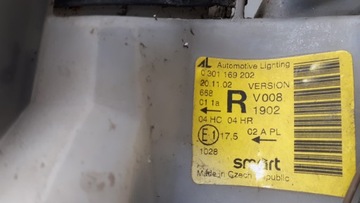 AL Automotive Lighting
0 301 169 202
20.11.02 VERSION
668 R V008
01 1a 1902
04 HC 04 HR
E1 17,5 02 A PL
1028
smart
Made in Czech Republic